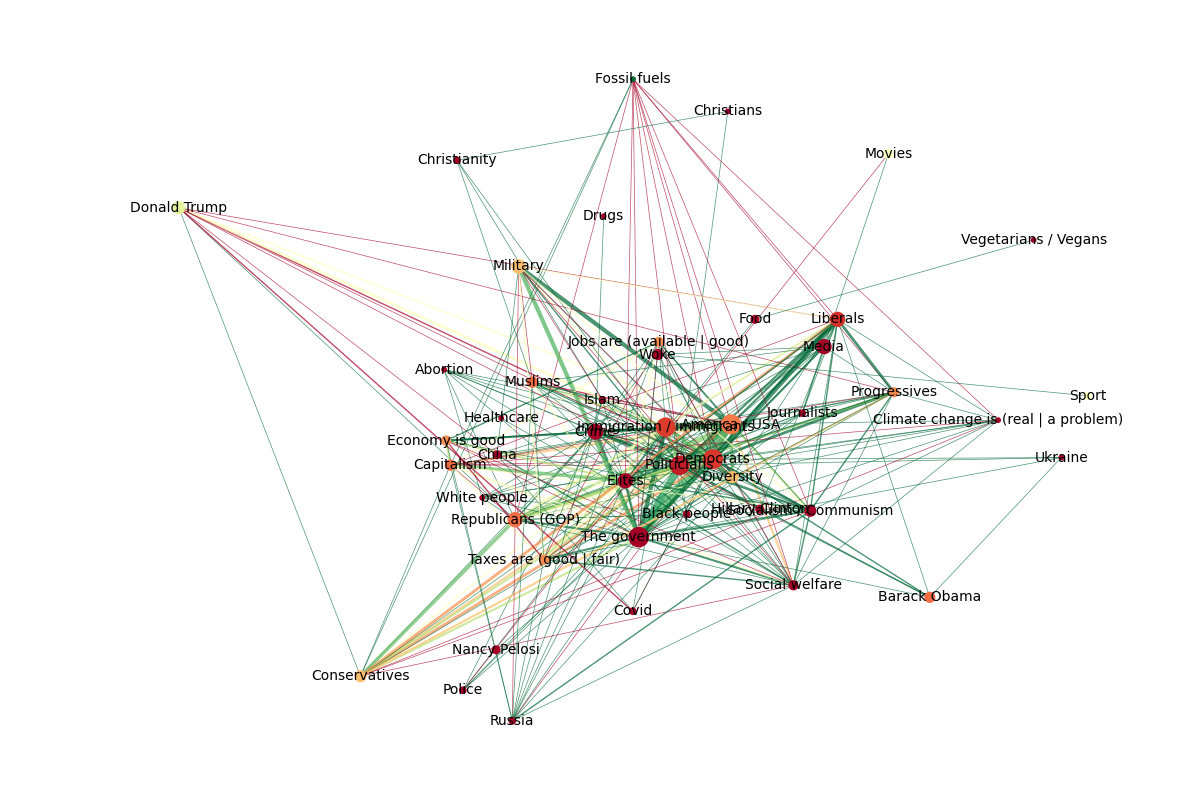 Fossil fuels
Christians
Movies
Christianity
Donald Trump
Drugs
Vegetarians / Vegans
Military
Food
Liberals
Jobs are (available | good)
Media
Woke
Abortion
Muslims
Progressives
Sport
Islam
Journalists
Healthcare
Climate change is (real | a problem)
Immigration / immigrants
America / USA
Crime
Economy is good
China
Capitalism
Politicians
Democrats
Ukraine
Elites
Diversity
White people
Black people
Hillary Clinton
Socialism / Communism
Republicans (GOP)
The government
Taxes are (good | fair)
Social welfare
Barack Obama
Covid
Nancy Pelosi
Conservatives
Police
Russia